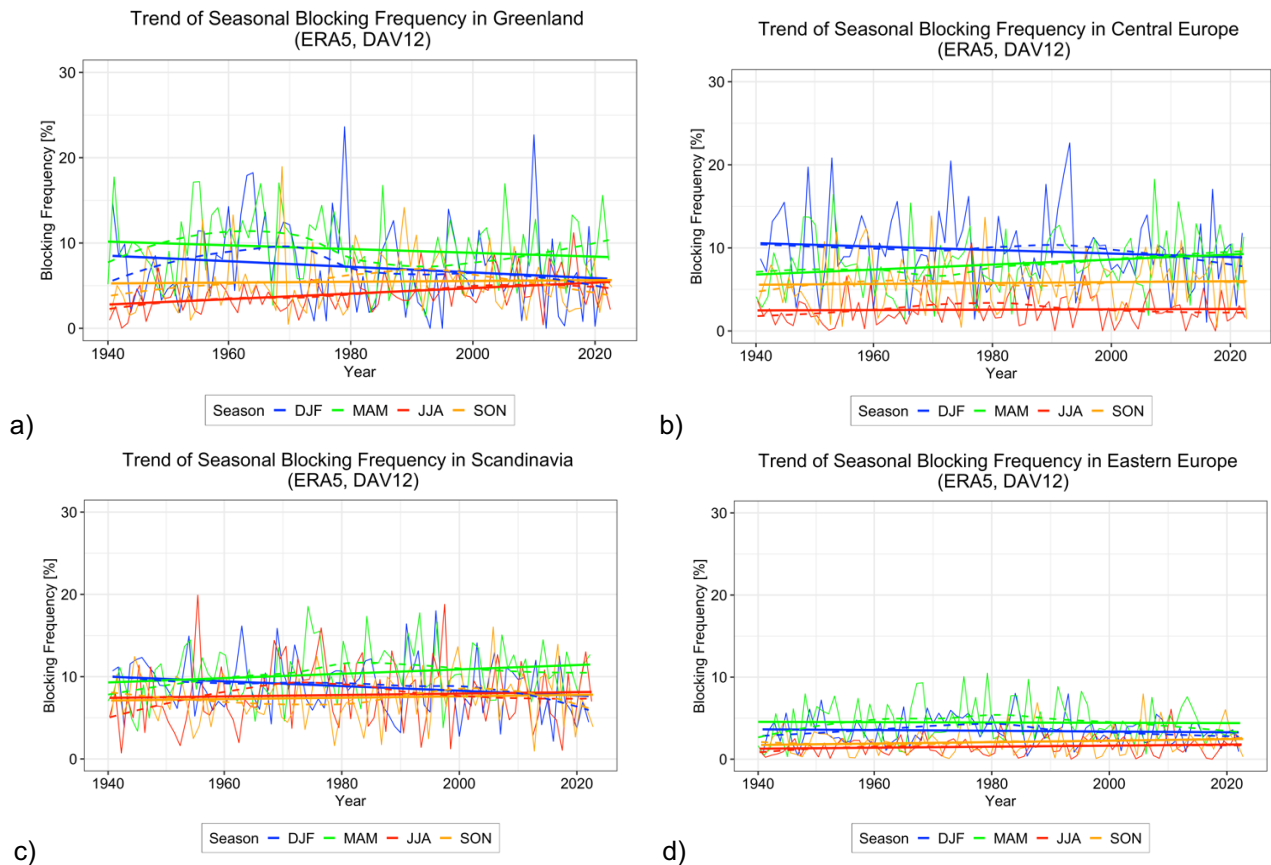 Trend of Seasonal Blocking Frequency in Greenland
(ERA5, DAV12)
Blocking Frequency [%]
30
20
10
0
1940
1960
1980
2000
2020
Year
Season DJF MAM JJA SON
a)
Trend of Seasonal Blocking Frequency in Central Europe
(ERA5, DAV12)
Blocking Frequency [%]
30
20
10
0
1940
1960
1980
2000
2020
Year
Season DJF MAM JJA SON
b)
Trend of Seasonal Blocking Frequency in Scandinavia
(ERA5, DAV12)
Blocking Frequency [%]
30
20
10
0
1940
1960
1980
2000
2020
Year
Season DJF MAM JJA SON
c)
Trend of Seasonal Blocking Frequency in Eastern Europe
(ERA5, DAV12)
Blocking Frequency [%]
30
20
10
0
1940
1960
1980
2000
2020
Year
Season DJF MAM JJA SON
d)